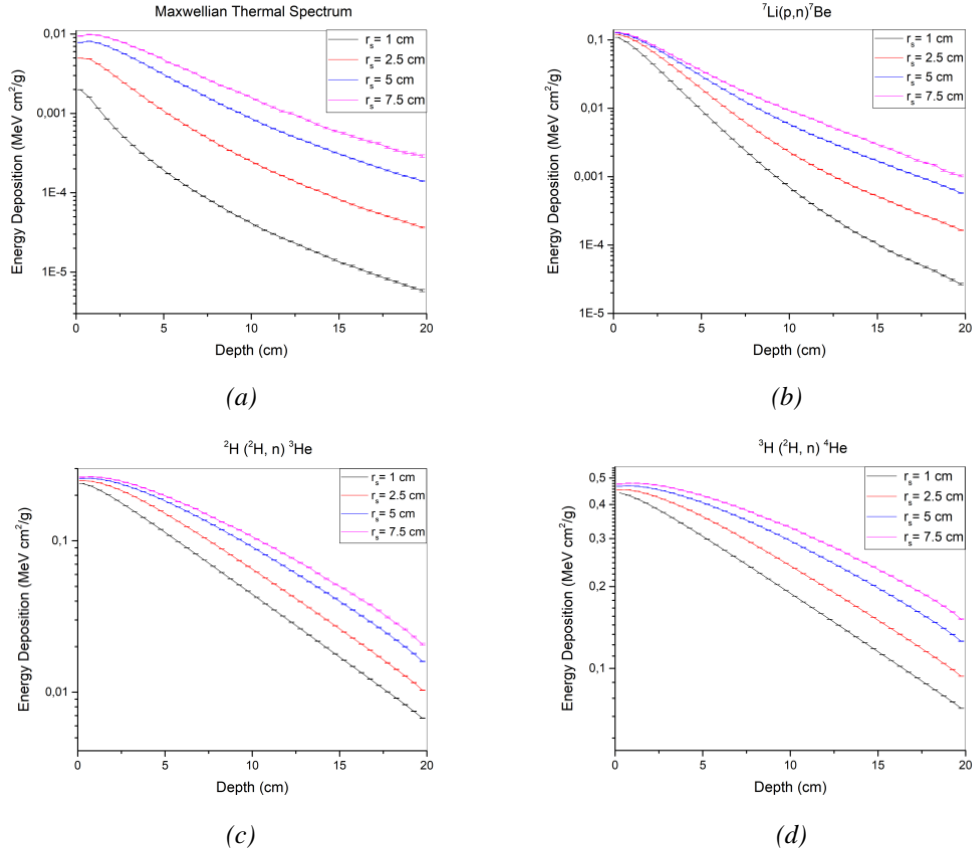 Maxwellian Thermal Spectrum
0,01
0,001
1E-4
1E-5
0
5
10
15
20
Energy Deposition (MeV cm²/g)
Depth (cm)
rₛ= 1 cm
rₛ= 2.5 cm
rₛ= 5 cm
rₛ= 7.5 cm
(a)
⁷Li(p,n)⁷Be
0,1
0,01
0,001
1E-4
1E-5
0
5
10
15
20
Energy Deposition (MeV cm²/g)
Depth (cm)
rₛ= 1 cm
rₛ= 2.5 cm
rₛ= 5 cm
rₛ= 7.5 cm
(b)
²H (²H, n) ³He
0,1
0,01
0
5
10
15
20
Energy Deposition (MeV cm²/g)
Depth (cm)
rₛ= 1 cm
rₛ= 2.5 cm
rₛ= 5 cm
rₛ= 7.5 cm
(c)
³H (²H, n) ⁴He
0,5
0,4
0,3
0,2
0,1
0
5
10
15
20
Energy Deposition (MeV cm²/g)
Depth (cm)
rₛ= 1 cm
rₛ= 2.5 cm
rₛ= 5 cm
rₛ= 7.5 cm
(d)